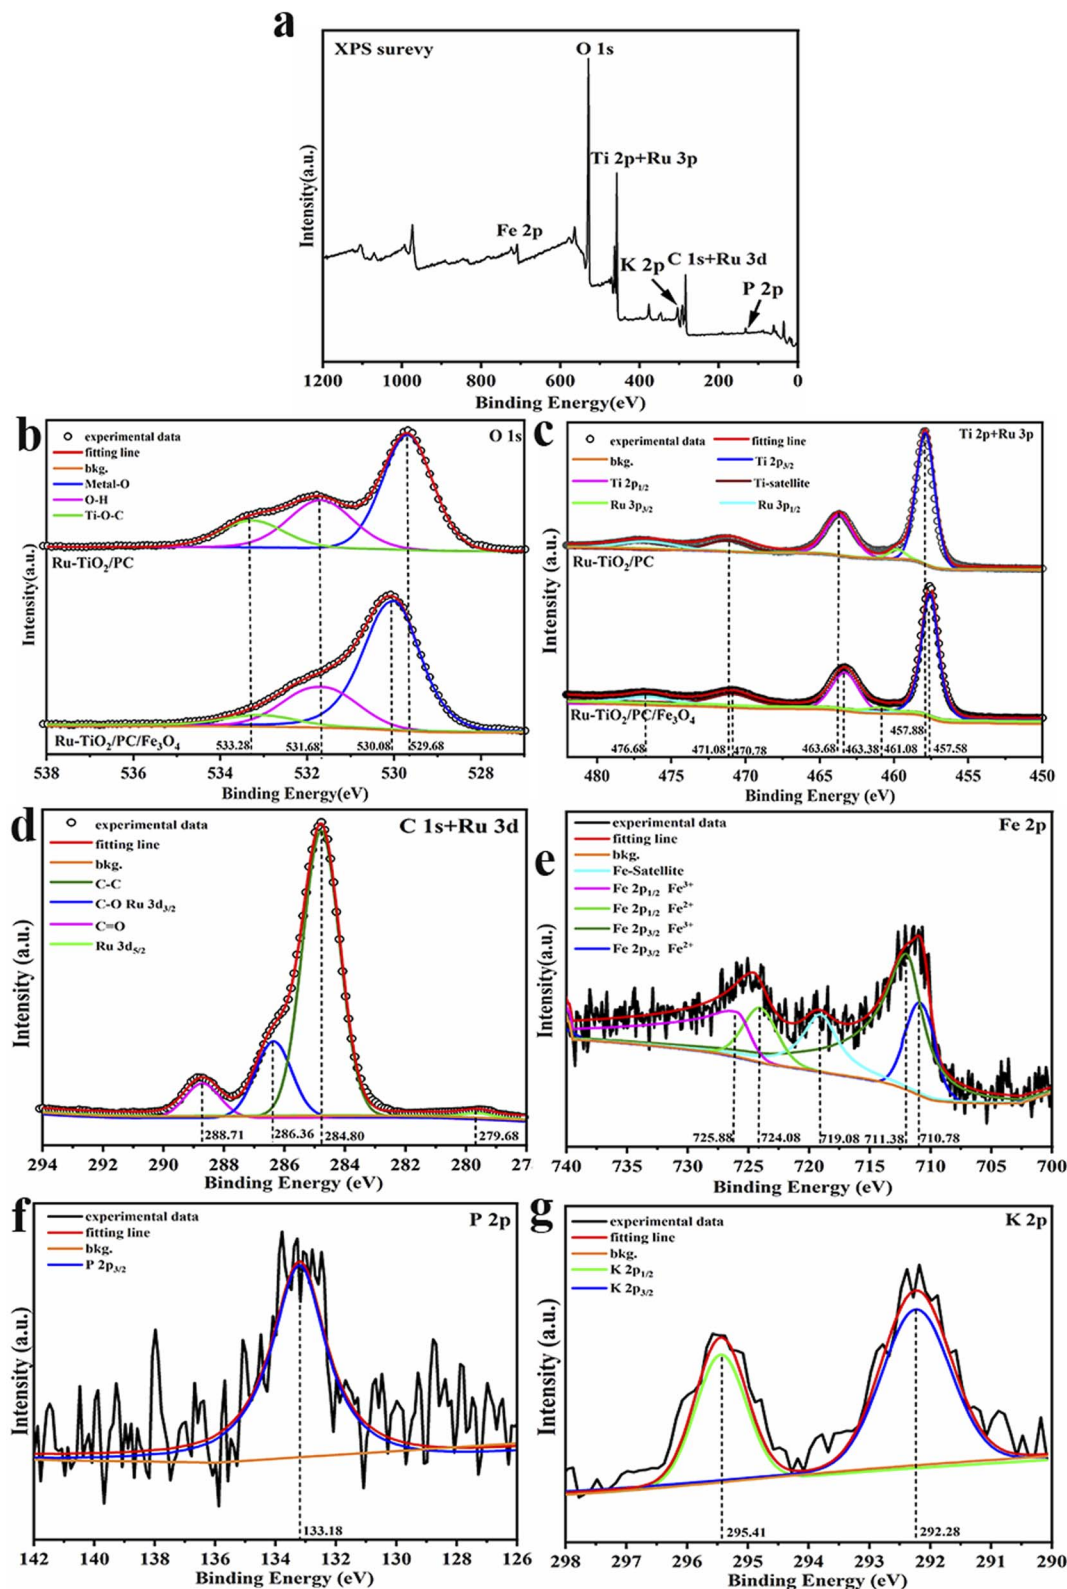 a
XPS surevy
O 1s
Ti 2p+Ru 3p
Fe 2p
K 2p
C 1s+Ru 3d
P 2p
Intensity(a.u.)
1200 1000 800 600 400 200 0
Binding Energy(eV)
b
O 1s
experimental data
fitting line
bkg.
Metal-O
O-H
Ti-O-C
Ru-TiO2/PC
Ru-TiO2/PC/Fe3O4
533.28
531.68
530.08
529.68
Intensity(a.u.)
538 536 534 532 530 528
Binding Energy(eV)
c
Ti 2p+Ru 3p
experimental data
fitting line
bkg.
Ti 2p3/2
Ti 2p1/2
Ti-satellite
Ru 3p3/2
Ru 3p1/2
Ru-TiO2/PC
Ru-TiO2/PC/Fe3O4
476.68
471.08
470.78
463.68
463.38
461.08
457.88
457.58
Intensity (a.u.)
480 475 470 465 460 455 450
Binding Energy (eV)
d
C 1s+Ru 3d
experimental data
fitting line
bkg.
C-C
C-O Ru 3d3/2
C=O
Ru 3d5/2
288.71
286.36
284.80
279.68
Intensity (a.u.)
294 292 290 288 286 284 282 280 27
Binding Energy (eV)
e
Fe 2p
experimental data
fitting line
bkg.
Fe-Satellite
Fe 2p1/2 Fe3+
Fe 2p1/2 Fe2+
Fe 2p3/2 Fe3+
Fe 2p3/2 Fe2+
725.88
724.08
719.08
711.38
710.78
Intensity(a.u.)
740 735 730 725 720 715 710 705 700
Binding Energy (eV)
f
P 2p
experimental data
fitting line
bkg.
P 2p3/2
133.18
Intensity (a.u.)
142 140 138 136 134 132 130 128 126
Binding Energy (eV)
g
K 2p
experimental data
fitting line
bkg.
K 2p1/2
K 2p3/2
295.41
292.28
Intensity (a.u.)
298 297 296 295 294 293 292 291 290
Binding Energy (eV)